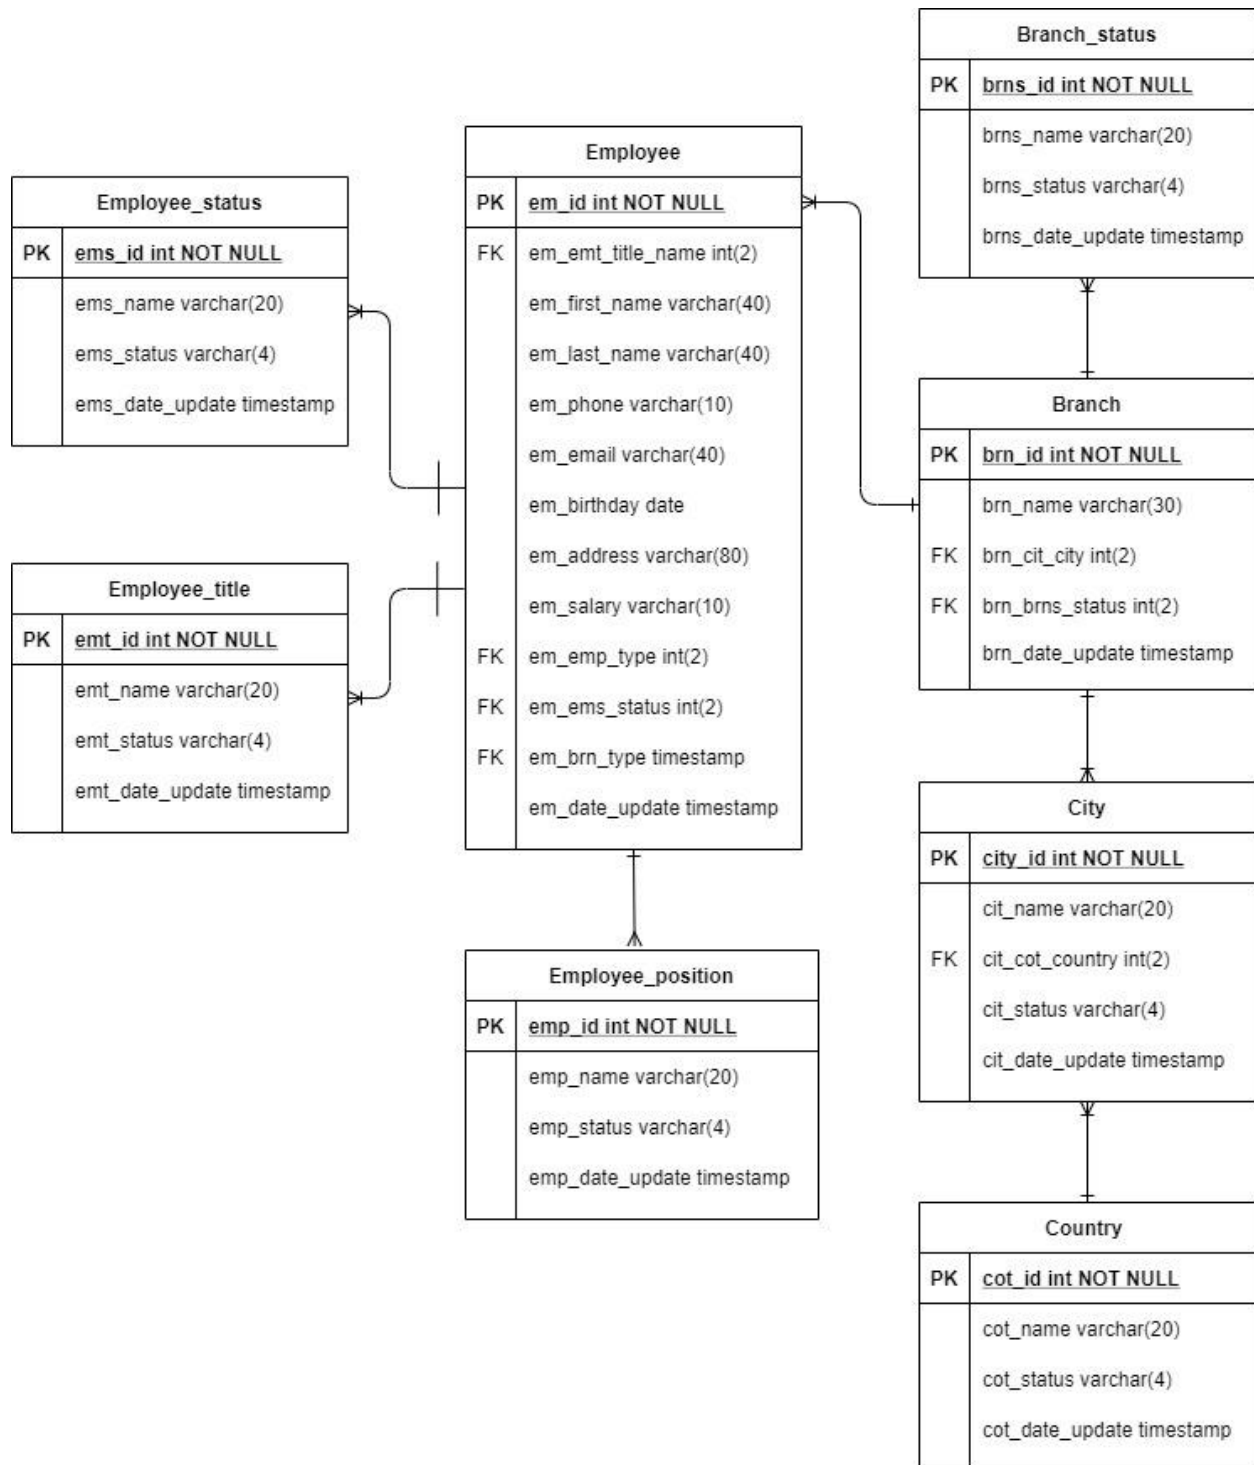 Branch_status
PK brns_id int NOT NULL
brns_name varchar(20)
brns_status varchar(4)
brns_date_update timestamp
Employee
PK em_id int NOT NULL
FK em_emt_title_name int(2)
em_first_name varchar(40)
em_last_name varchar(40)
em_phone varchar(10)
em_email varchar(40)
em_birthday date
em_address varchar(80)
em_salary varchar(10)
FK em_emp_type int(2)
FK em_ems_status int(2)
FK em_brn_type timestamp
em_date_update timestamp
Employee_status
PK ems_id int NOT NULL
ems_name varchar(20)
ems_status varchar(4)
ems_date_update timestamp
Branch
PK brn_id int NOT NULL
brn_name varchar(30)
FK brn_cit_city int(2)
FK brn_brns_status int(2)
brn_date_update timestamp
Employee_title
PK emt_id int NOT NULL
emt_name varchar(20)
emt_status varchar(4)
emt_date_update timestamp
City
PK city_id int NOT NULL
cit_name varchar(20)
FK cit_cot_country int(2)
cit_status varchar(4)
cit_date_update timestamp
Employee_position
PK emp_id int NOT NULL
emp_name varchar(20)
emp_status varchar(4)
emp_date_update timestamp
Country
PK cot_id int NOT NULL
cot_name varchar(20)
cot_status varchar(4)
cot_date_update timestamp